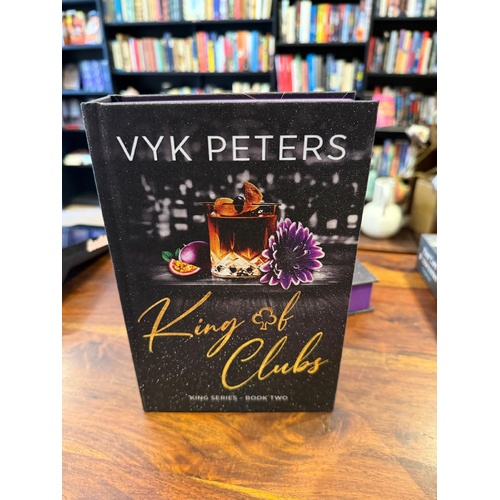 VYK PETERS
King of
Clubs
KING SERIES - BOOK TWO